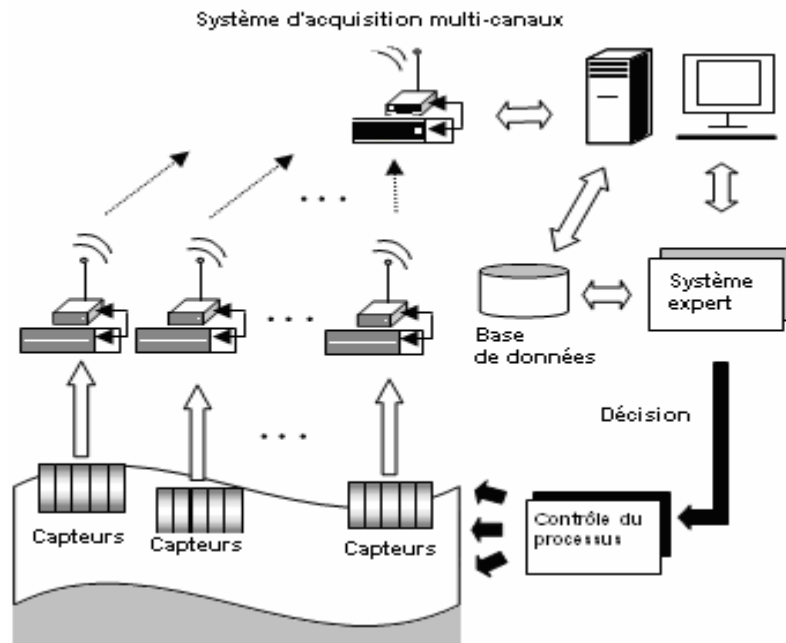 Système d'acquisition multi-canaux
Système
expert
Base
de données
Décision
Contrôle du
processus
Capteurs
Capteurs
Capteurs